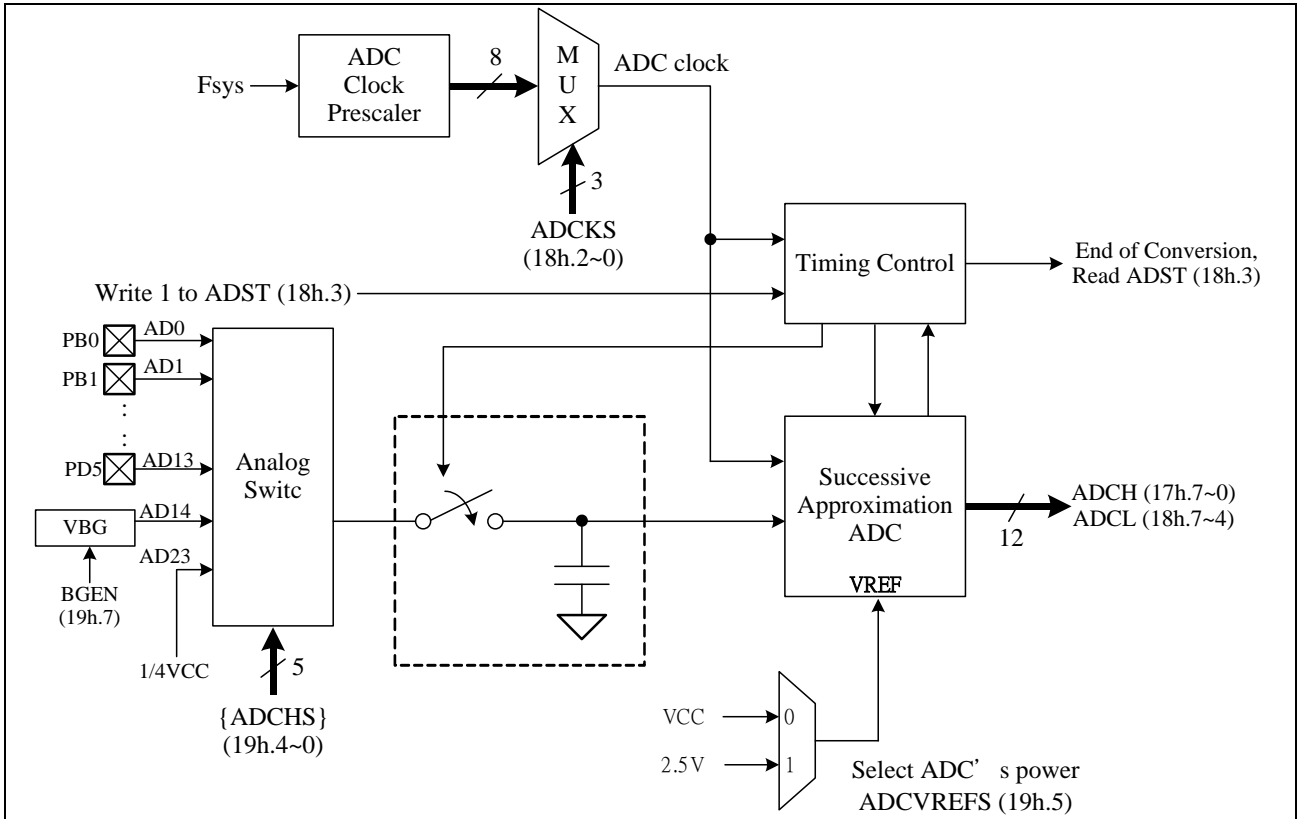 Fsys
ADC
Clock
Prescaler
8
M
U
X
ADC clock
3
ADCKS
(18h.2~0)
Timing Control
End of Conversion,
Read ADST (18h.3)
Write 1 to ADST (18h.3)
PB0
AD0
PB1
AD1
PD5
AD13
VBG
AD14
AD23
BGEN
(19h.7)
1/4VCC
Analog
Switc
5
{ADCHS}
(19h.4~0)
Successive
Approximation
ADC
VREF
12
ADCH (17h.7~0)
ADCL (18h.7~4)
VCC
0
2.5V
1
Select ADC’ s power
ADCVREFS (19h.5)